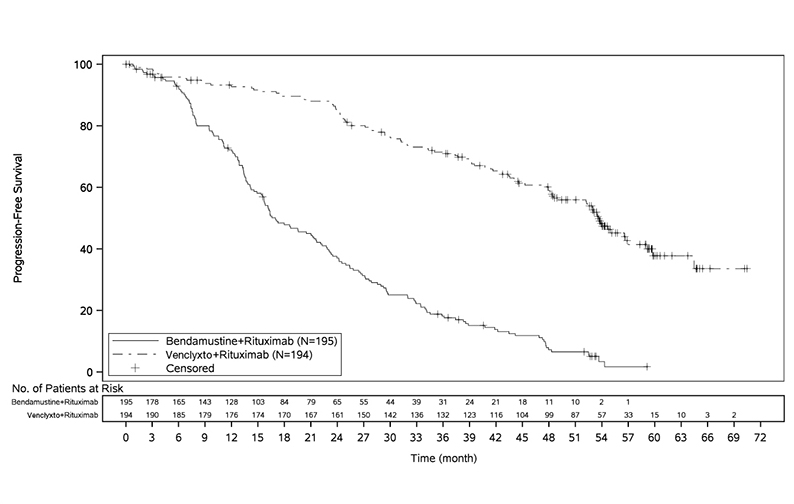 Progression-Free Survival
100
80
60
40
20
0
Bendamustine+Rituximab (N=195)
Venclyxto+Rituximab (N=194)
Censored
No. of Patients at Risk
Bendamustine+Rituximab 195 178 165 143 128 103 84 79 65 55 44 39 31 24 21 18 11 10 2 1
Venclyxto+Rituximab 194 190 185 179 176 174 170 167 161 150 142 136 132 123 116 104 99 87 57 33 15 10 3 2
0 3 6 9 12 15 18 21 24 27 30 33 36 39 42 45 48 51 54 57 60 63 66 69 72
Time (month)